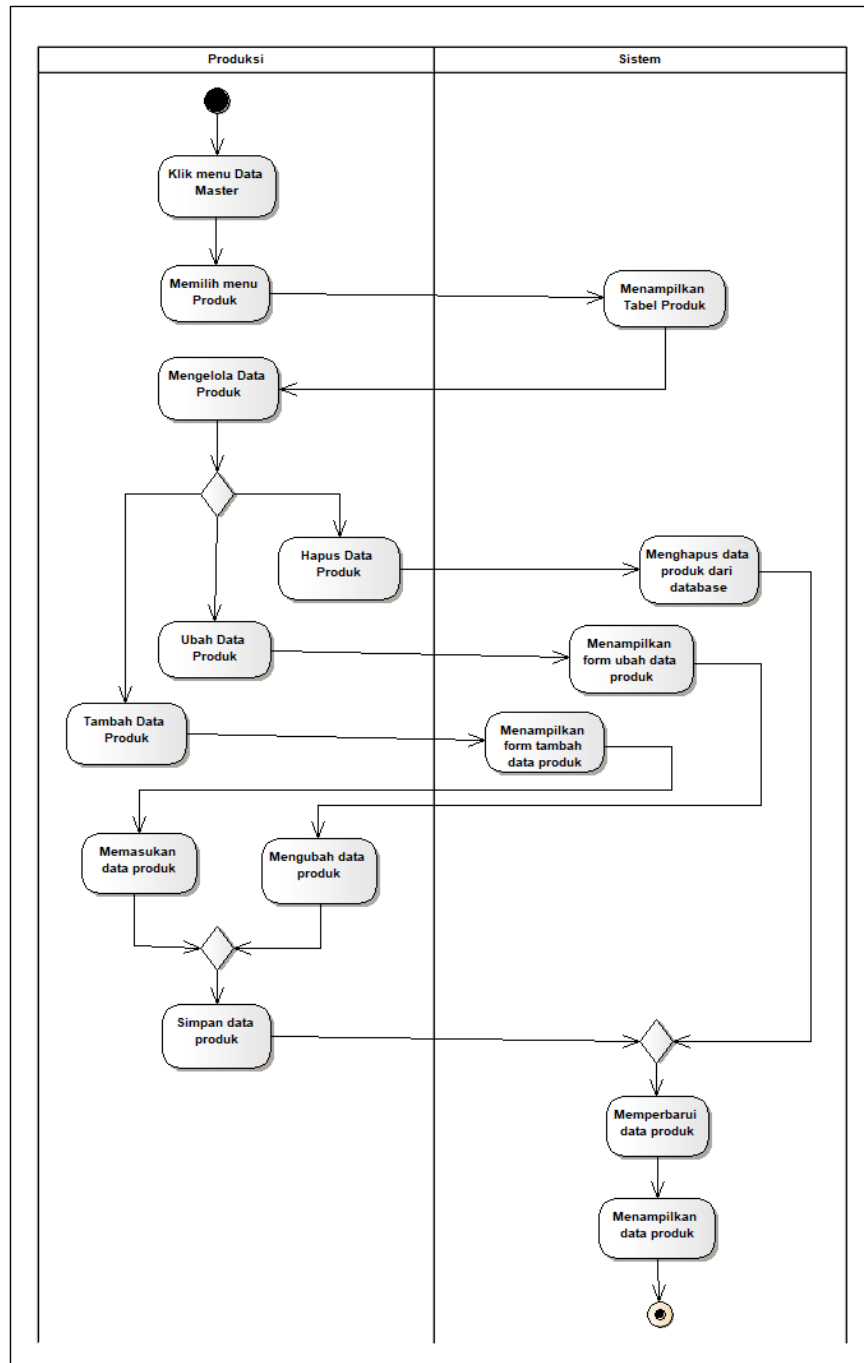 Produksi
Sistem
Klik menu Data
Master
Memilih menu
Produk
Menampilkan
Tabel Produk
Mengelola Data
Produk
Hapus Data
Produk
Menghapus data
produk dari
database
Ubah Data
Produk
Menampilkan
form ubah data
produk
Tambah Data
Produk
Menampilkan
form tambah
data produk
Memasukan
data produk
Mengubah data
produk
Simpan data
produk
Memperbarui
data produk
Menampilkan
data produk